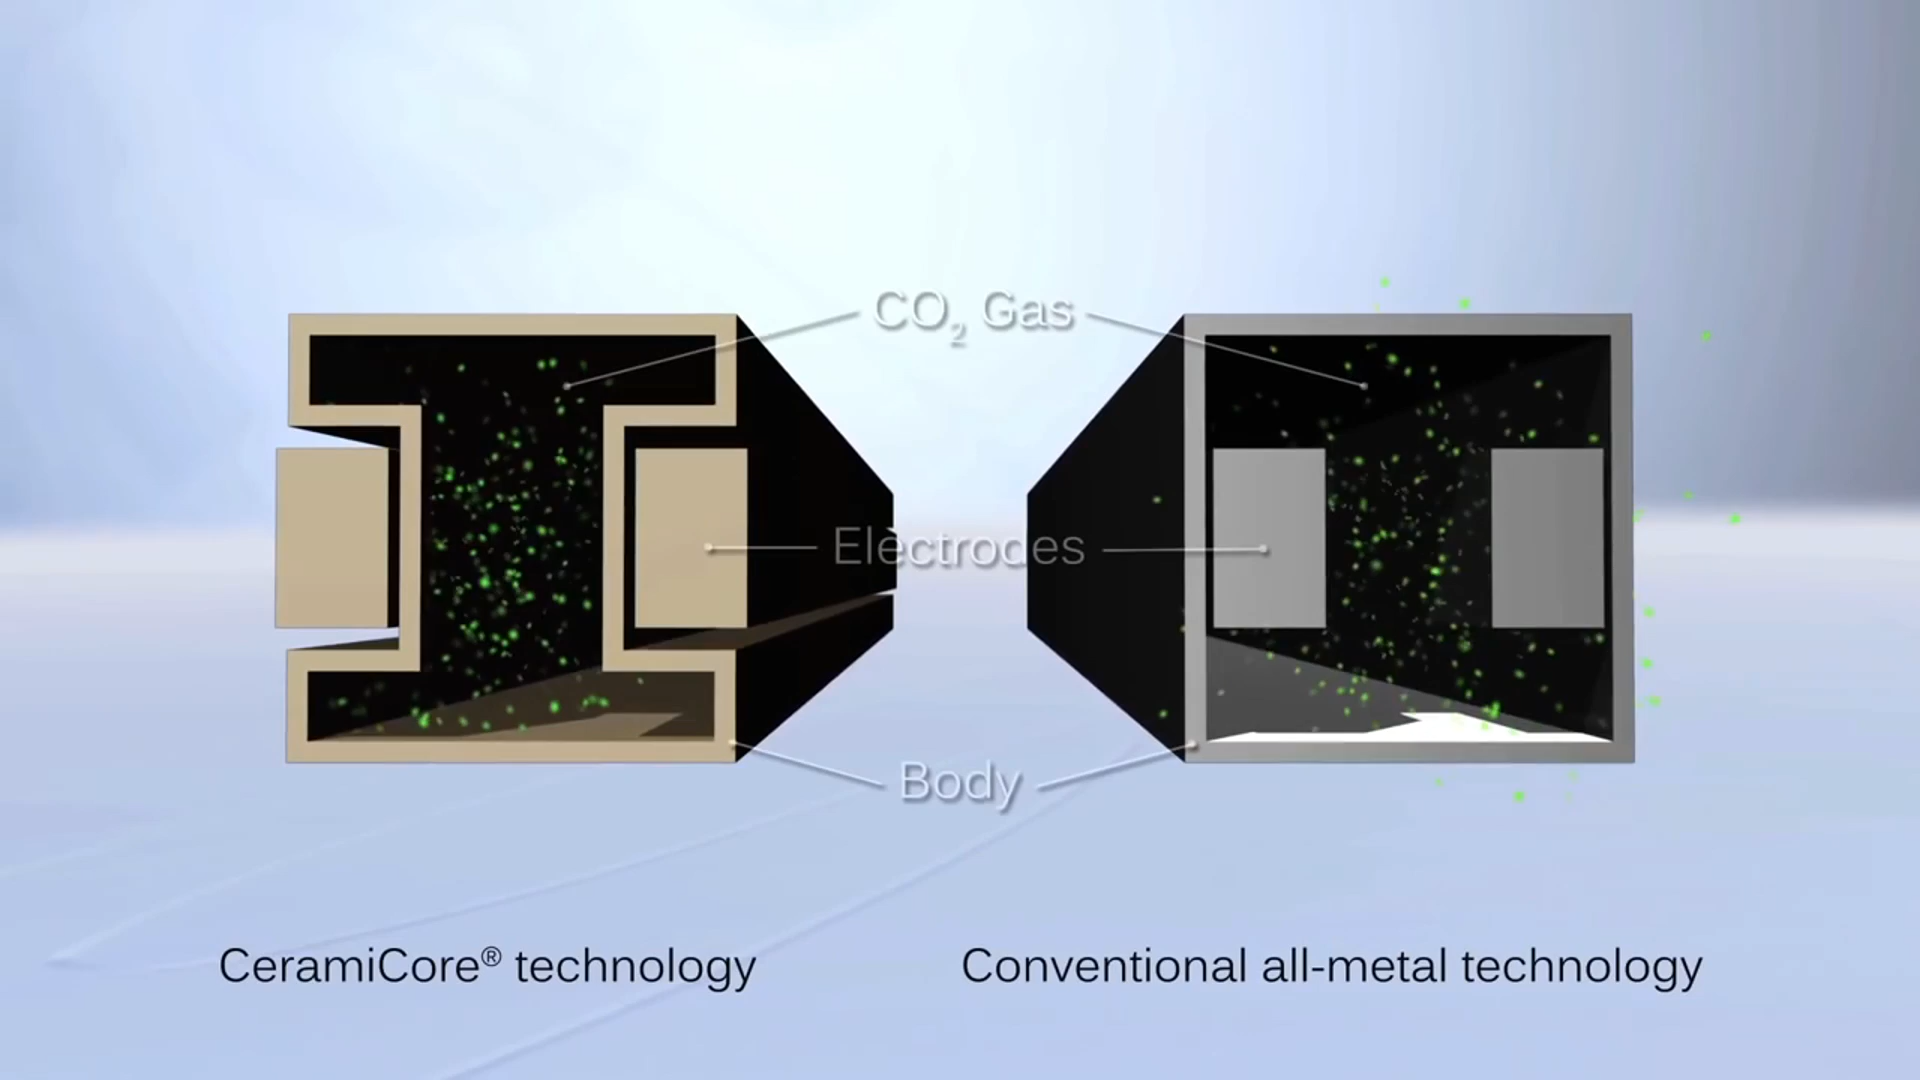 CO₂ Gas
Electrodes
Body
CeramiCore® technology
Conventional all-metal technology